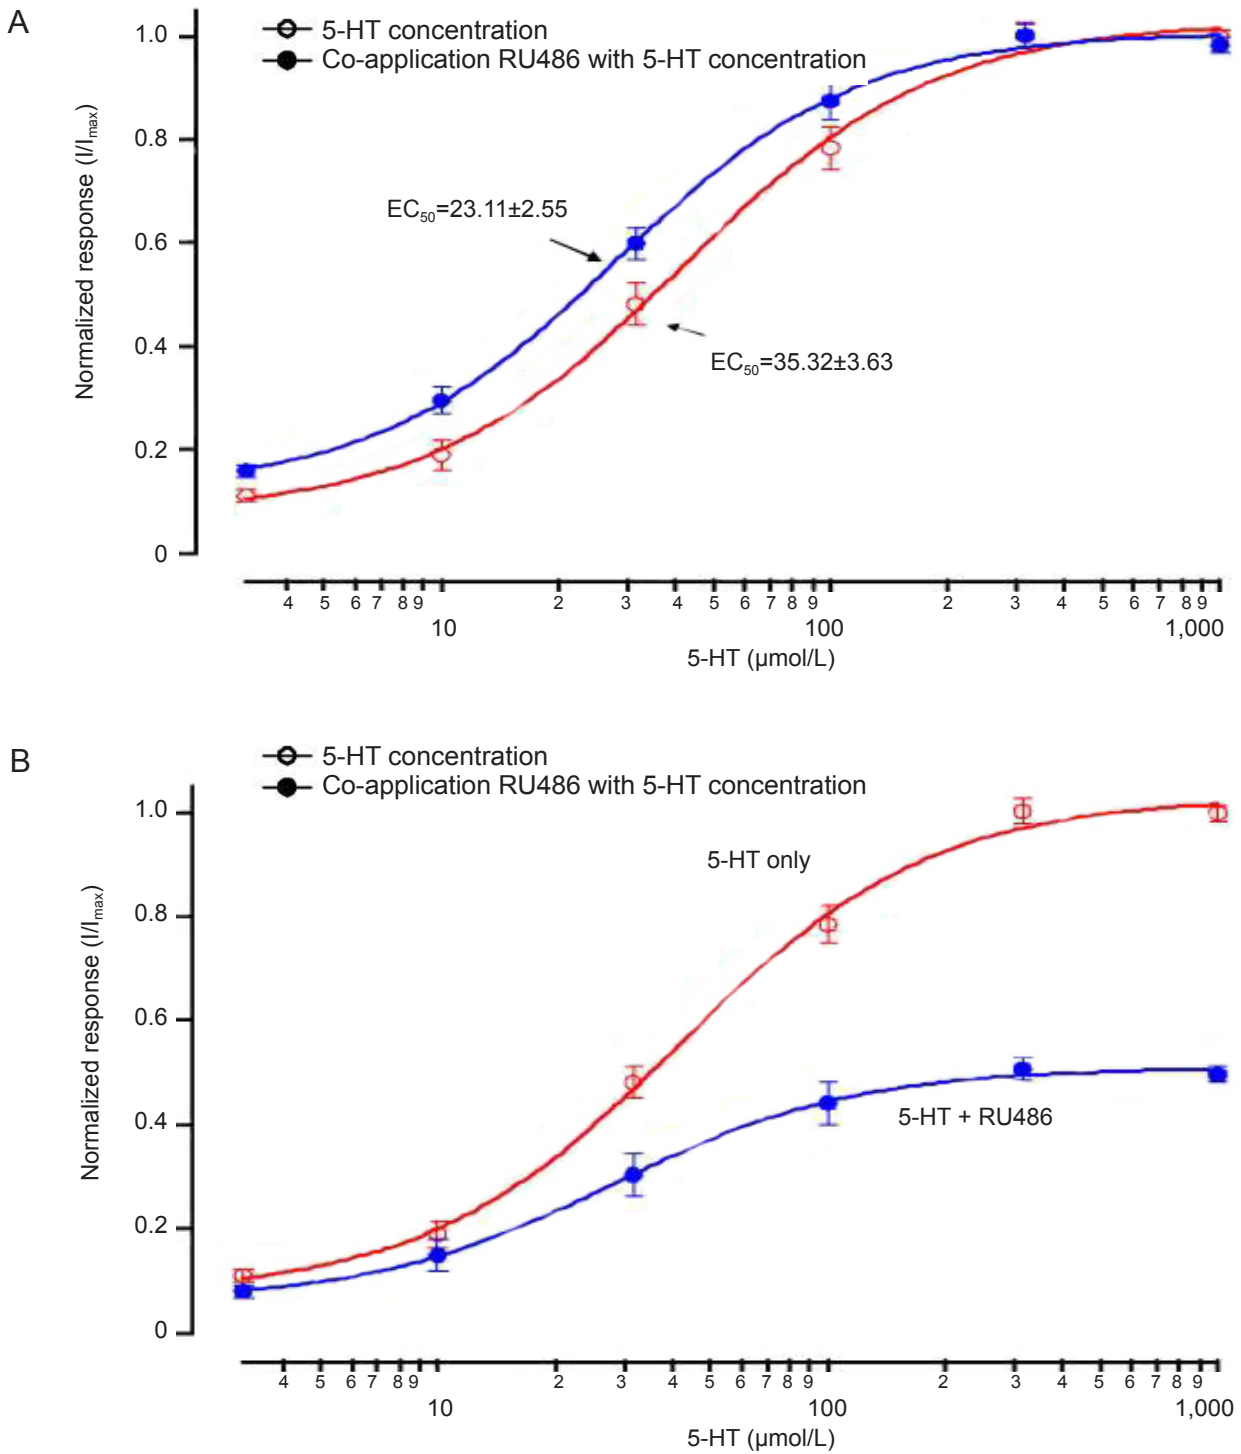 A
5-HT concentration
Co-application RU486 with 5-HT concentration
Normalized response (I/Imax)
1.0
0.8
0.6
0.4
0.2
0
EC50=23.11±2.55
EC50=35.32±3.63
4 5 6 7 8 9 2 3 4 5 6 7 8 9 2 3 4 5 6 7 8 9
10 100 1,000
5-HT (µmol/L)
B
5-HT concentration
Co-application RU486 with 5-HT concentration
Normalized response (I/Imax)
1.0
0.8
0.6
0.4
0.2
0
5-HT only
5-HT + RU486
4 5 6 7 8 9 2 3 4 5 6 7 8 9 2 3 4 5 6 7 8 9
10 100 1,000
5-HT (µmol/L)